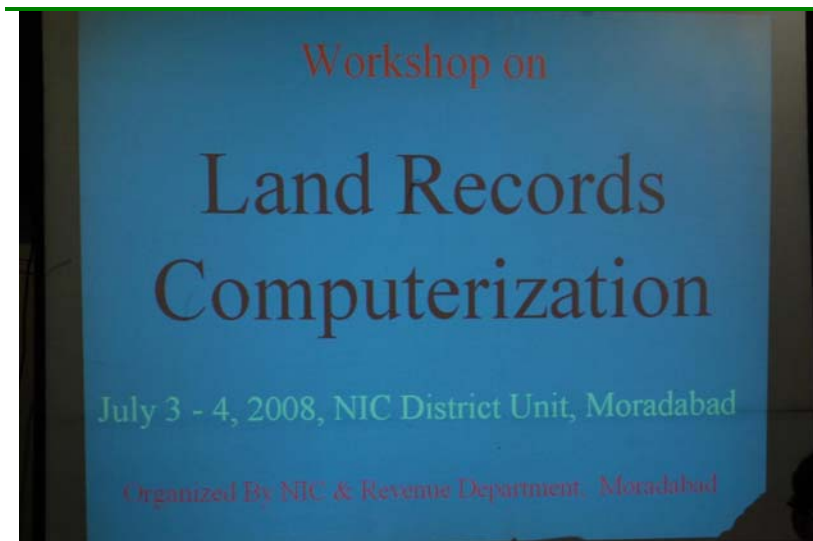 Workshop on
Land Records
Computerization
July 3 - 4, 2008, NIC District Unit, Moradabad
Organized By NIC & Revenue Department, Moradabad